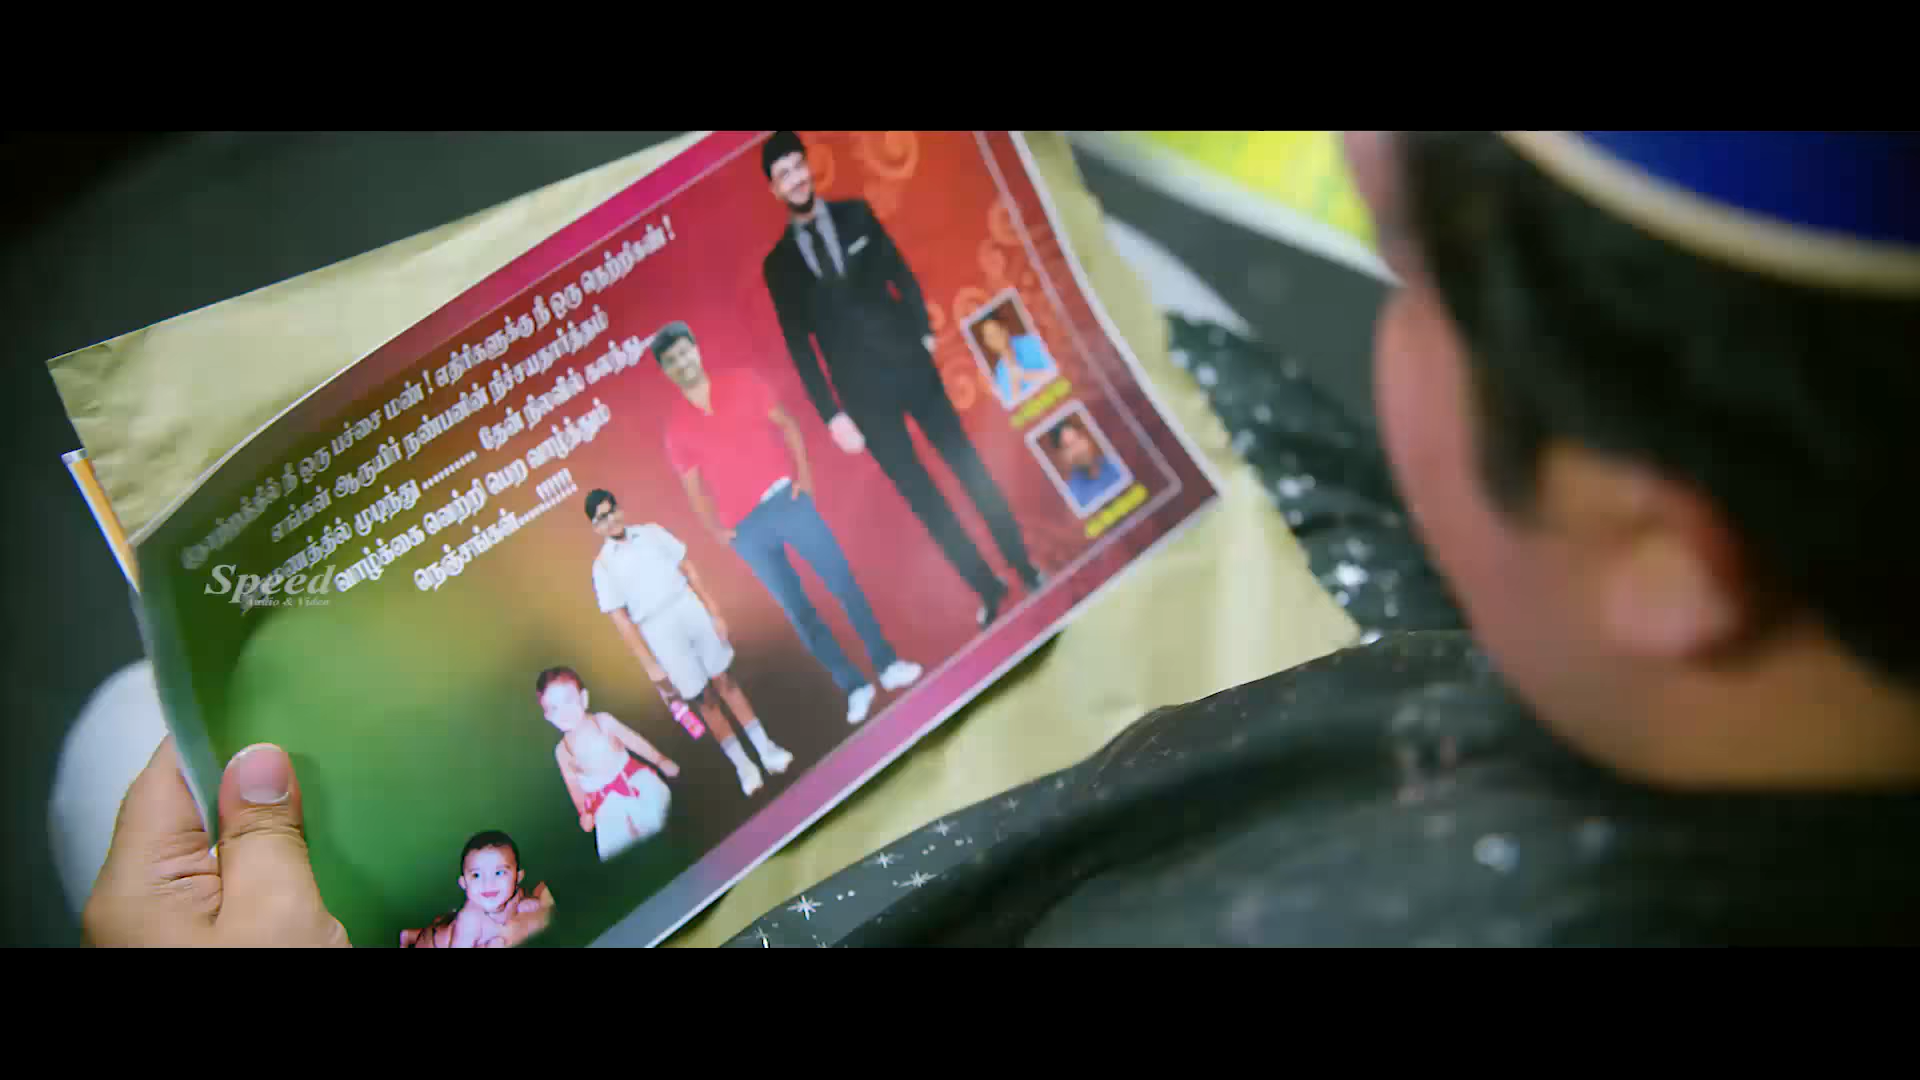 தோற்றத்தில் நீ ஒரு பச்சை மண் ! எதிரிகளுக்கு நீ ஒரு நெற்றிகண் !
எங்கள் ஆருயிர் நண்பனின் நிச்சயதார்த்தம்
முடிந்து .......... தேன் நிலவில் கலந்து...
வாழ்க்கை வெற்றி பெற வாழ்த்தும்
நெஞ்சங்கள்..........!!!!!!
Speed
Audio & Video